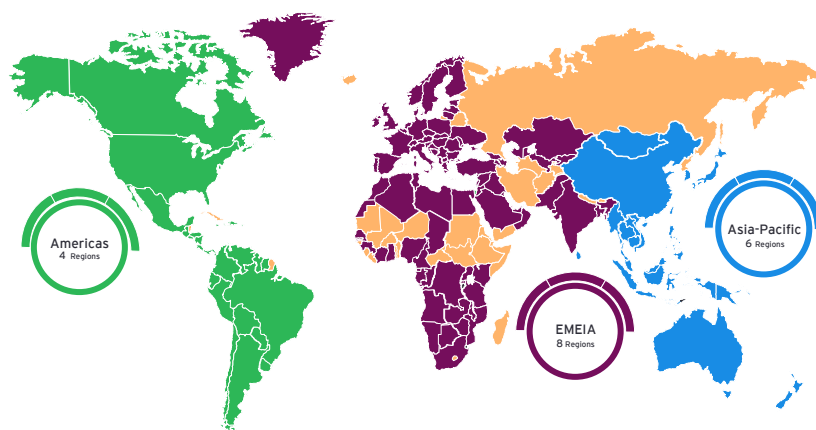 Americas
4 Regions
Asia-Pacific
6 Regions
EMEIA
8 Regions